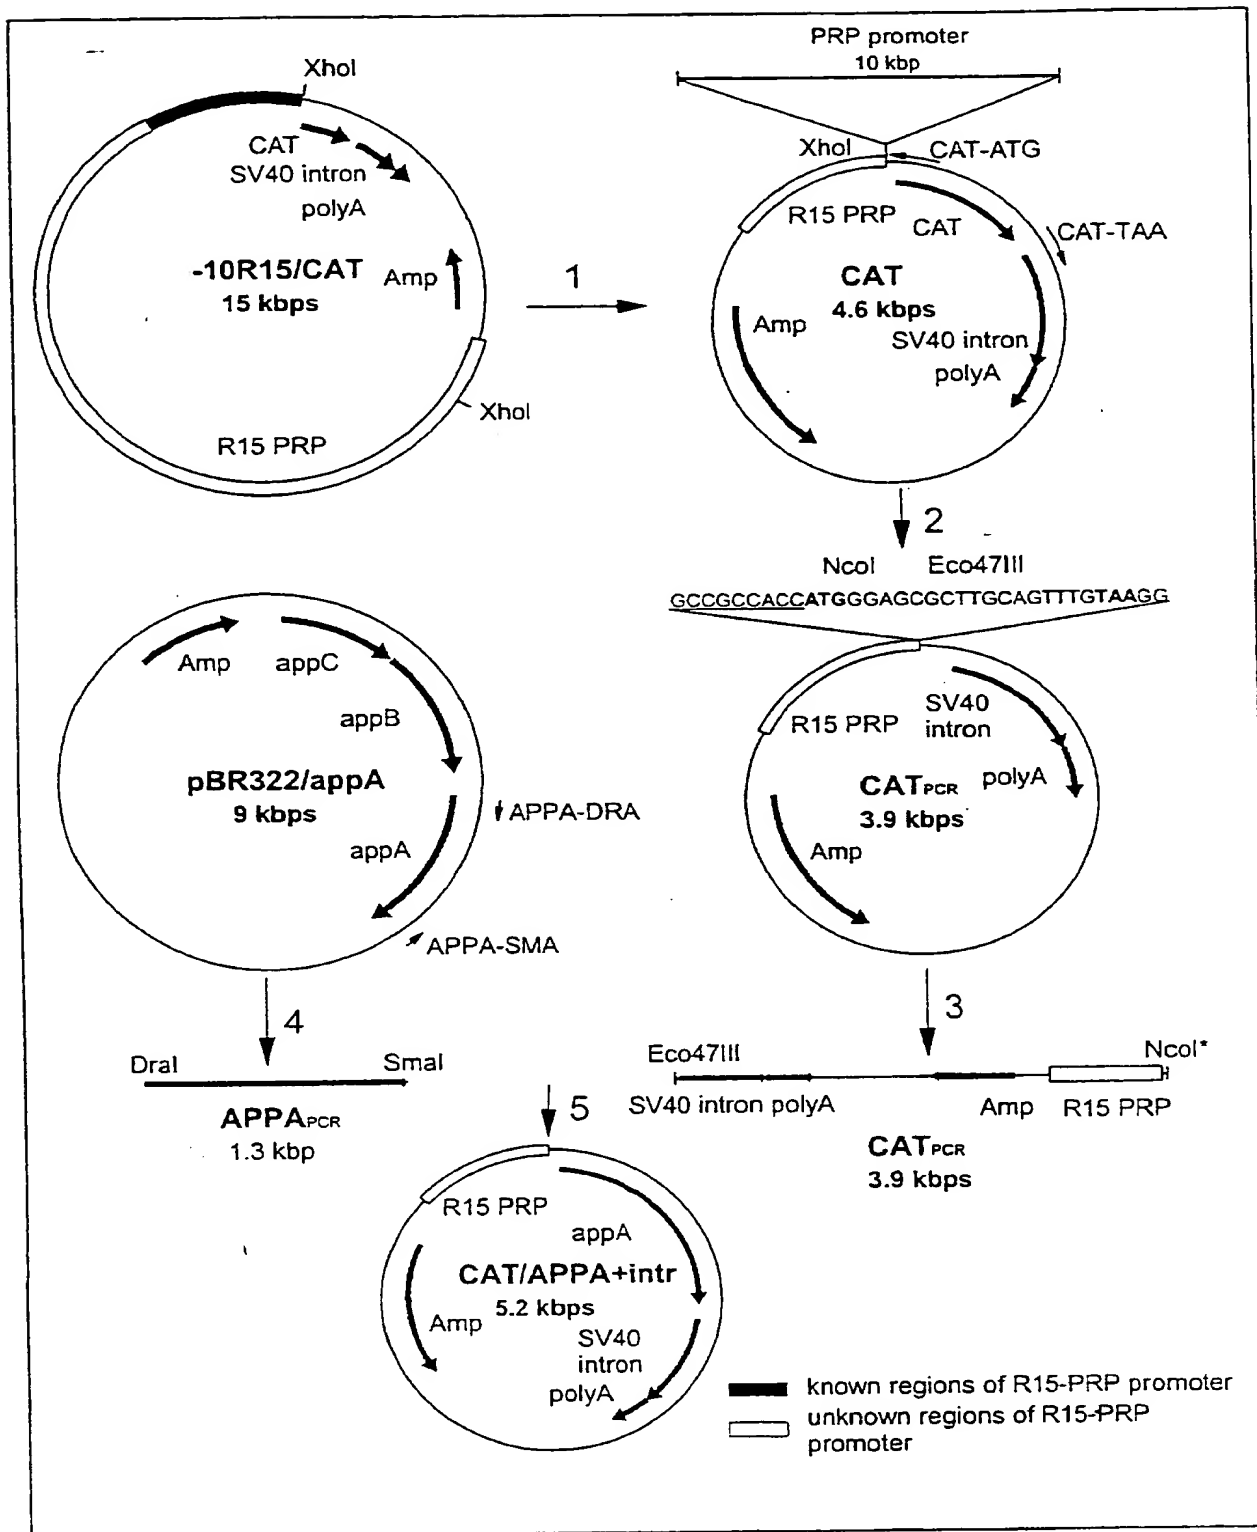 PRP promoter
10 kbp
XhoI
CAT
SV40 intron
polyA
-10R15/CAT
15 kbps
Amp
XhoI
R15 PRP
1
XhoI
CAT-ATG
R15 PRP
CAT
CAT-TAA
CAT
4.6 kbps
Amp
SV40 intron
polyA
2
NcoI
Eco47III
GCCGCCACCATGGGAGCGCTTGCAGTTTGTAAGG
R15 PRP
SV40
intron
CATPCR
3.9 kbps
polyA
Amp
3
Amp
appC
appB
pBR322/appA
9 kbps
APPA-DRA
appA
APPA-SMA
4
DraI
SmaI
APPAPCR
1.3 kbp
5
Eco47III
NcoI*
SV40 intron polyA
Amp
R15 PRP
CATPCR
3.9 kbps
R15 PRP
appA
CAT/APPA+intr
5.2 kbps
Amp
SV40
intron
polyA
known regions of R15-PRP promoter
unknown regions of R15-PRP
promoter